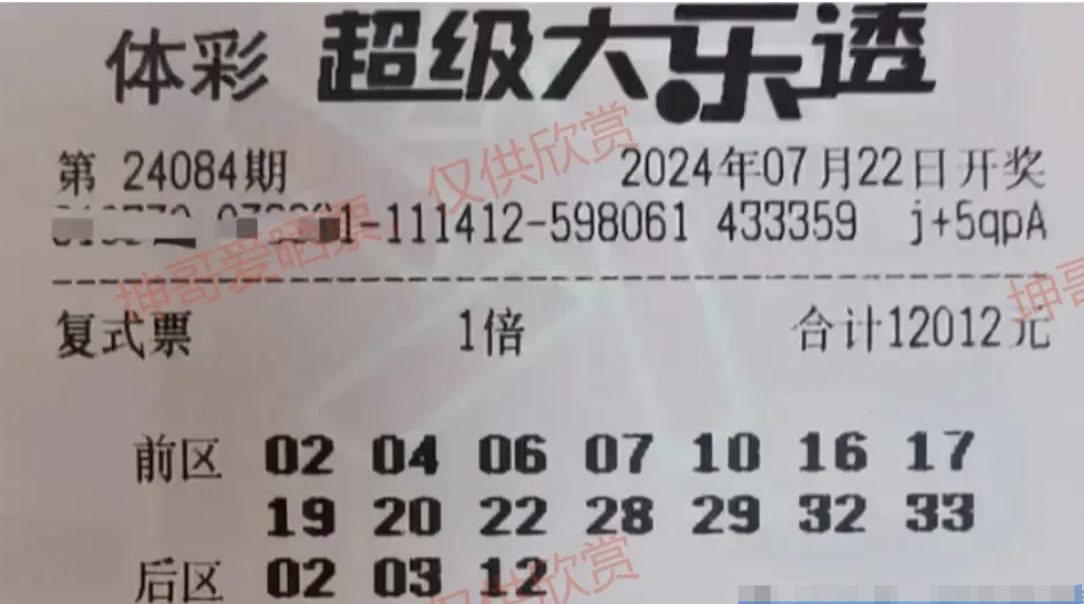 体彩 超级大乐透
第 24084期 2024年07月22日开奖
1-111412-598061 433359 j+5qpA
复式票 1倍 合计12012元
前区 02 04 06 07 10 16 17
19 20 22 28 29 32 33
后区 02 03 12
坤哥爱晒票 仅供欣赏
坤哥
仅供欣赏